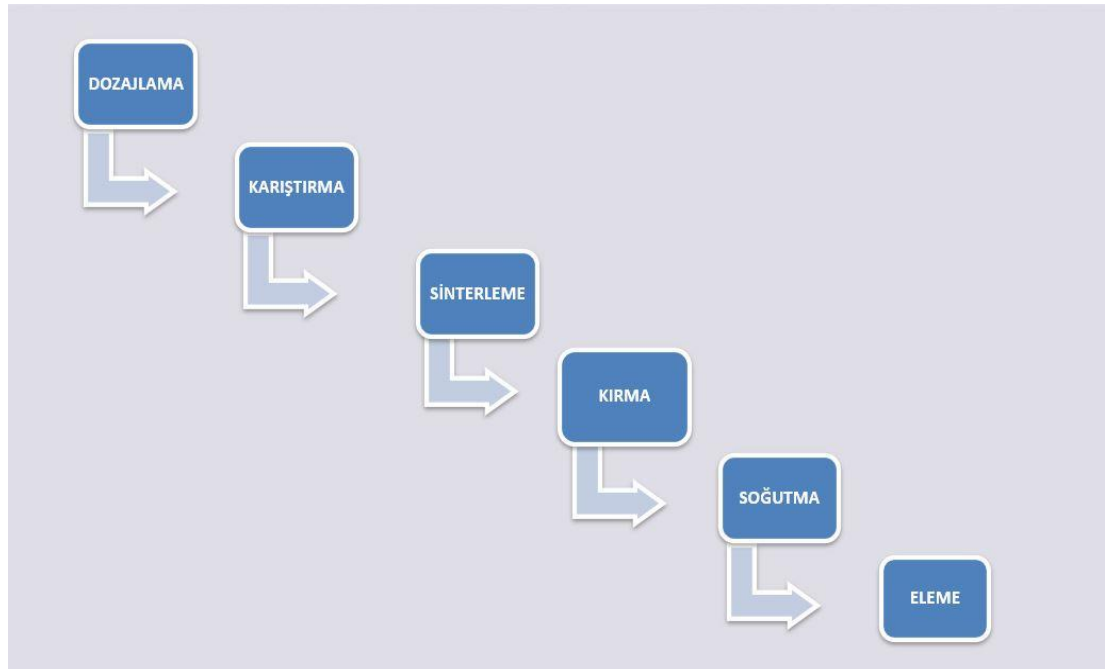 DOZAJLAMA
KARIŞTIRMA
SİNTERLEME
KIRMA
SOĞUTMA
ELEME